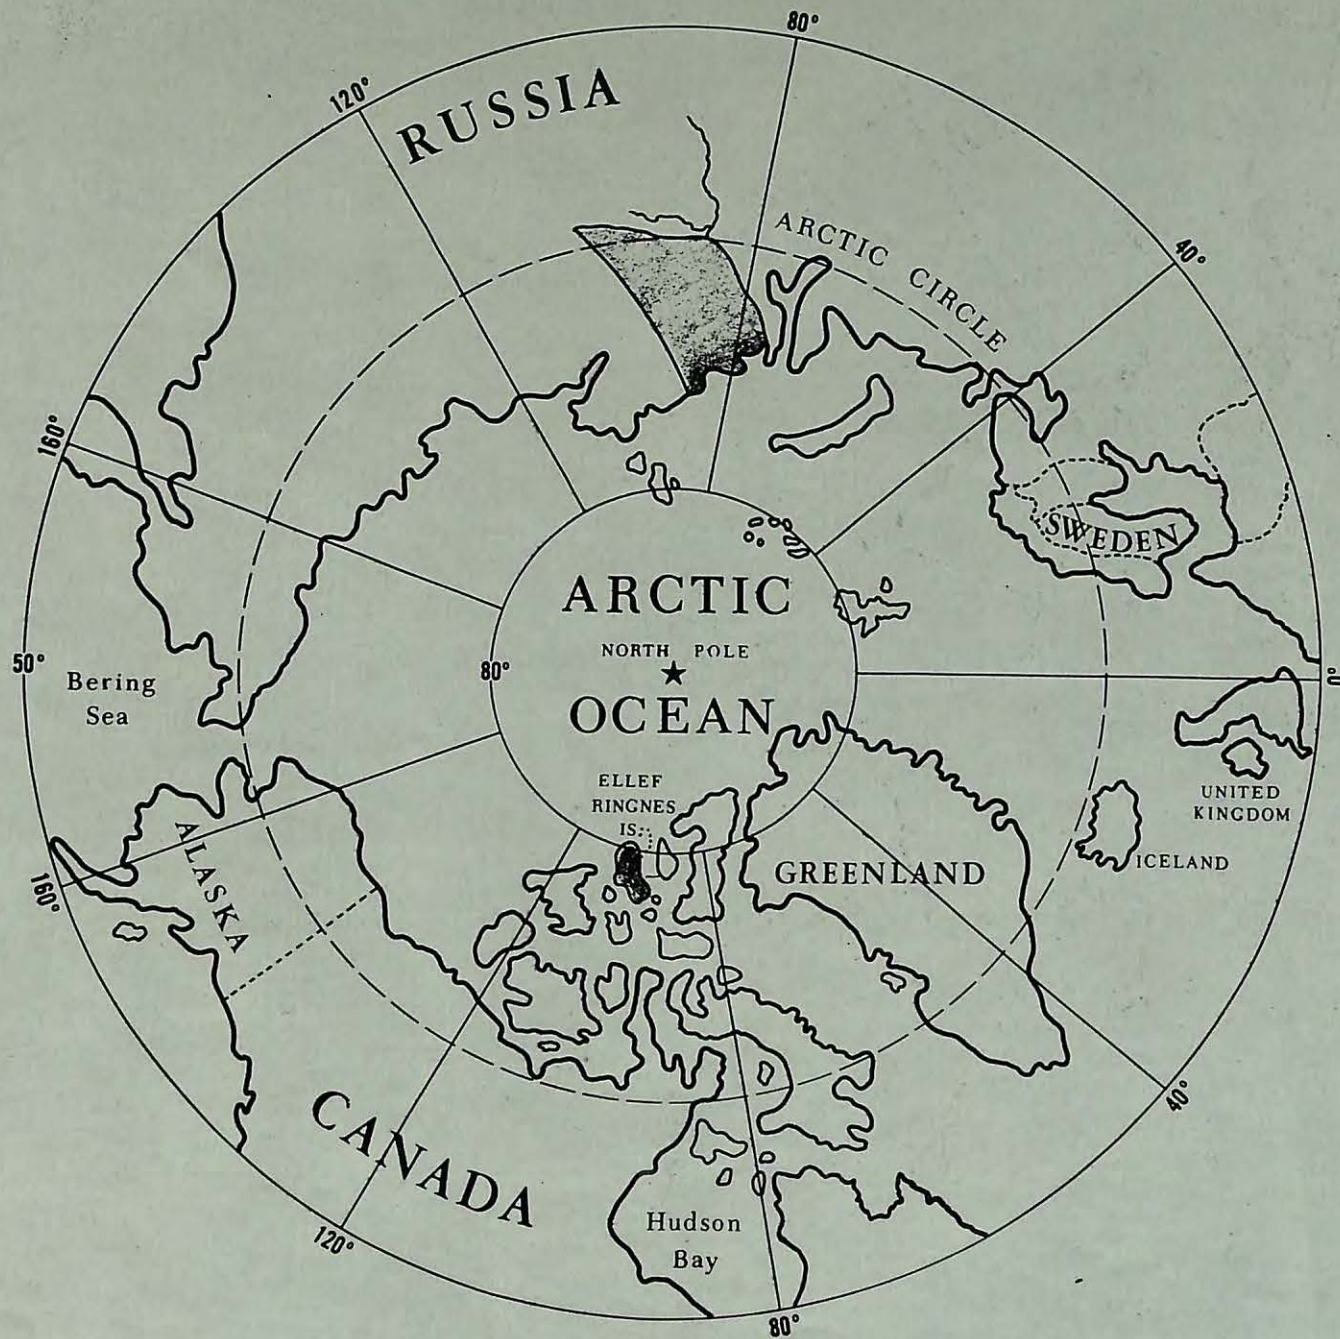 80°
120°
RUSSIA
ARCTIC CIRCLE
40°
160°
SWEDEN
ARCTIC
NORTH POLE
50°
80°
0°
Bering
Sea
OCEAN
ELLEF
RINGNES
IS.
UNITED
KINGDOM
ALASKA
GREENLAND
ICELAND
160°
40°
CANADA
120°
Hudson
Bay
80°